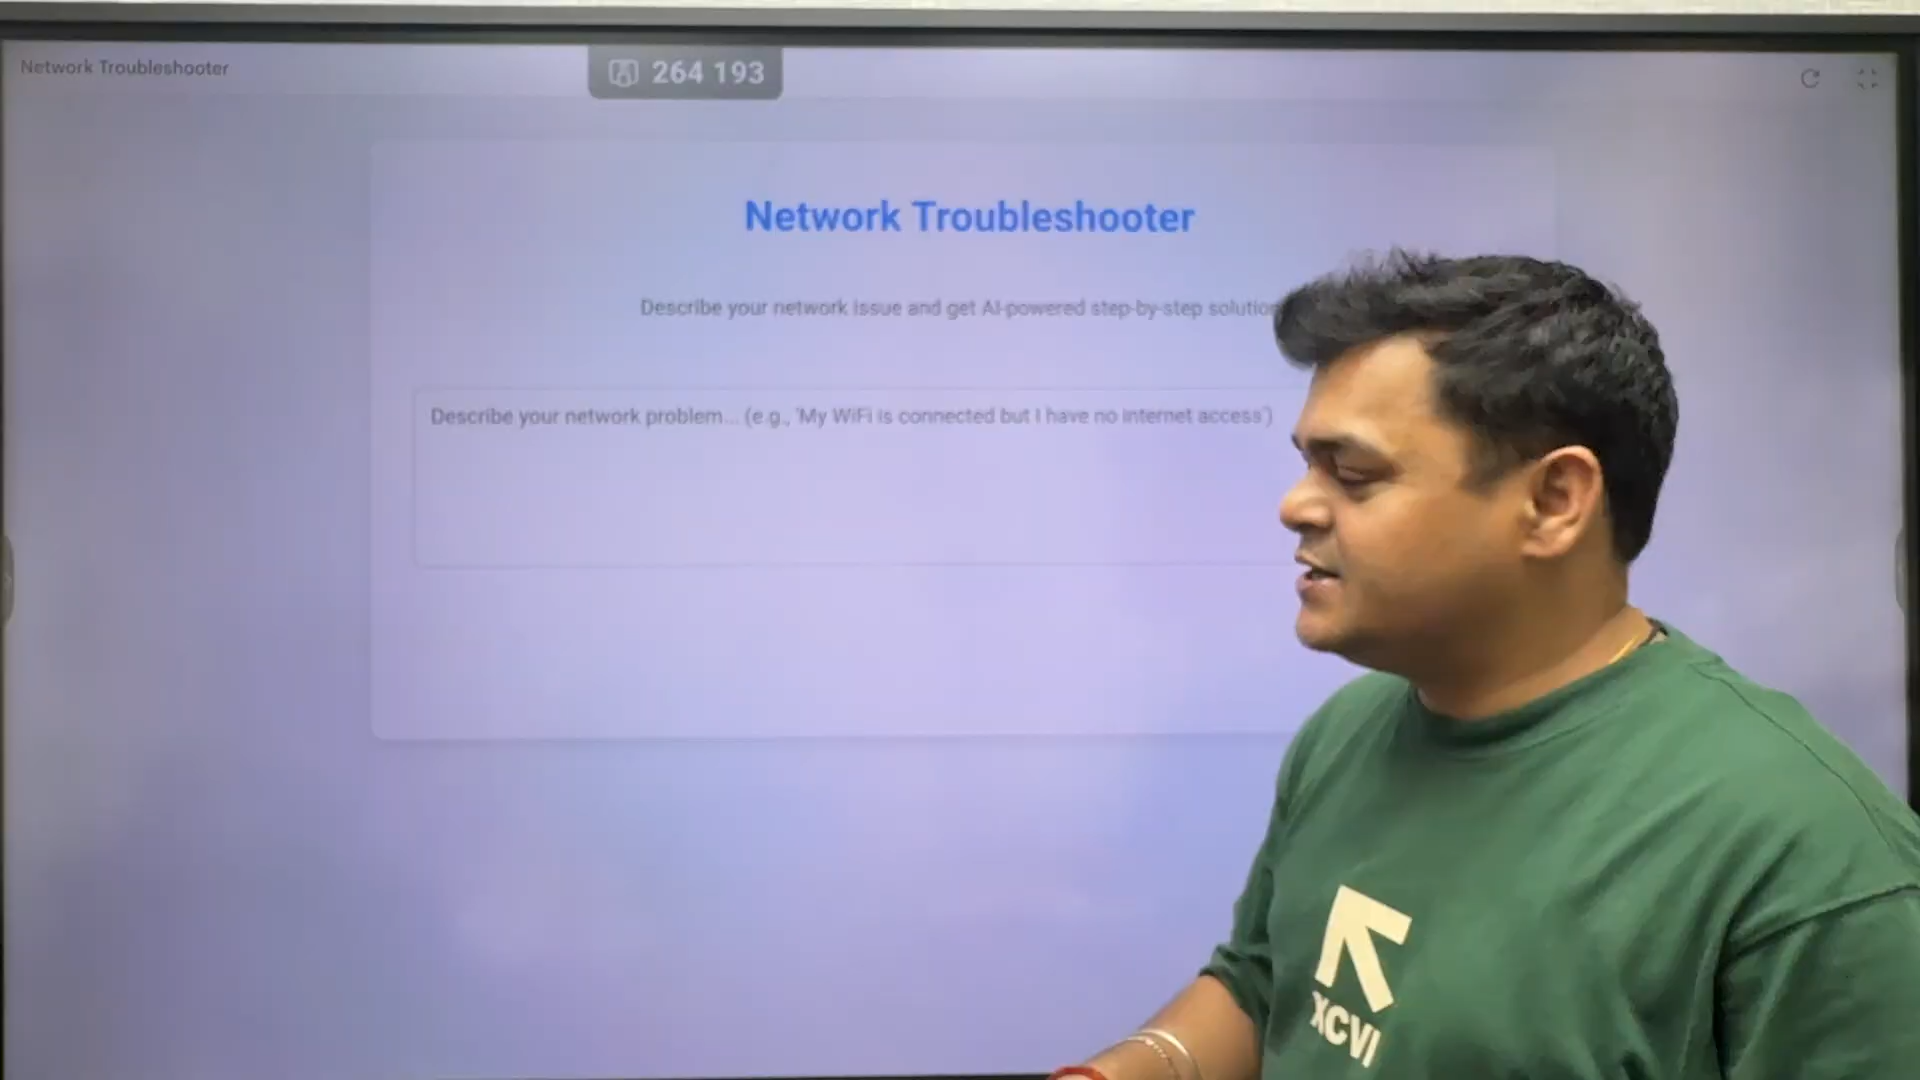 Network Troubleshooter
264 193
Network Troubleshooter
Describe your network issue and get AI-powered step-by-step
Describe your network problem... (e.g., 'My WiFi is connected but I have no internet access')
XCVI